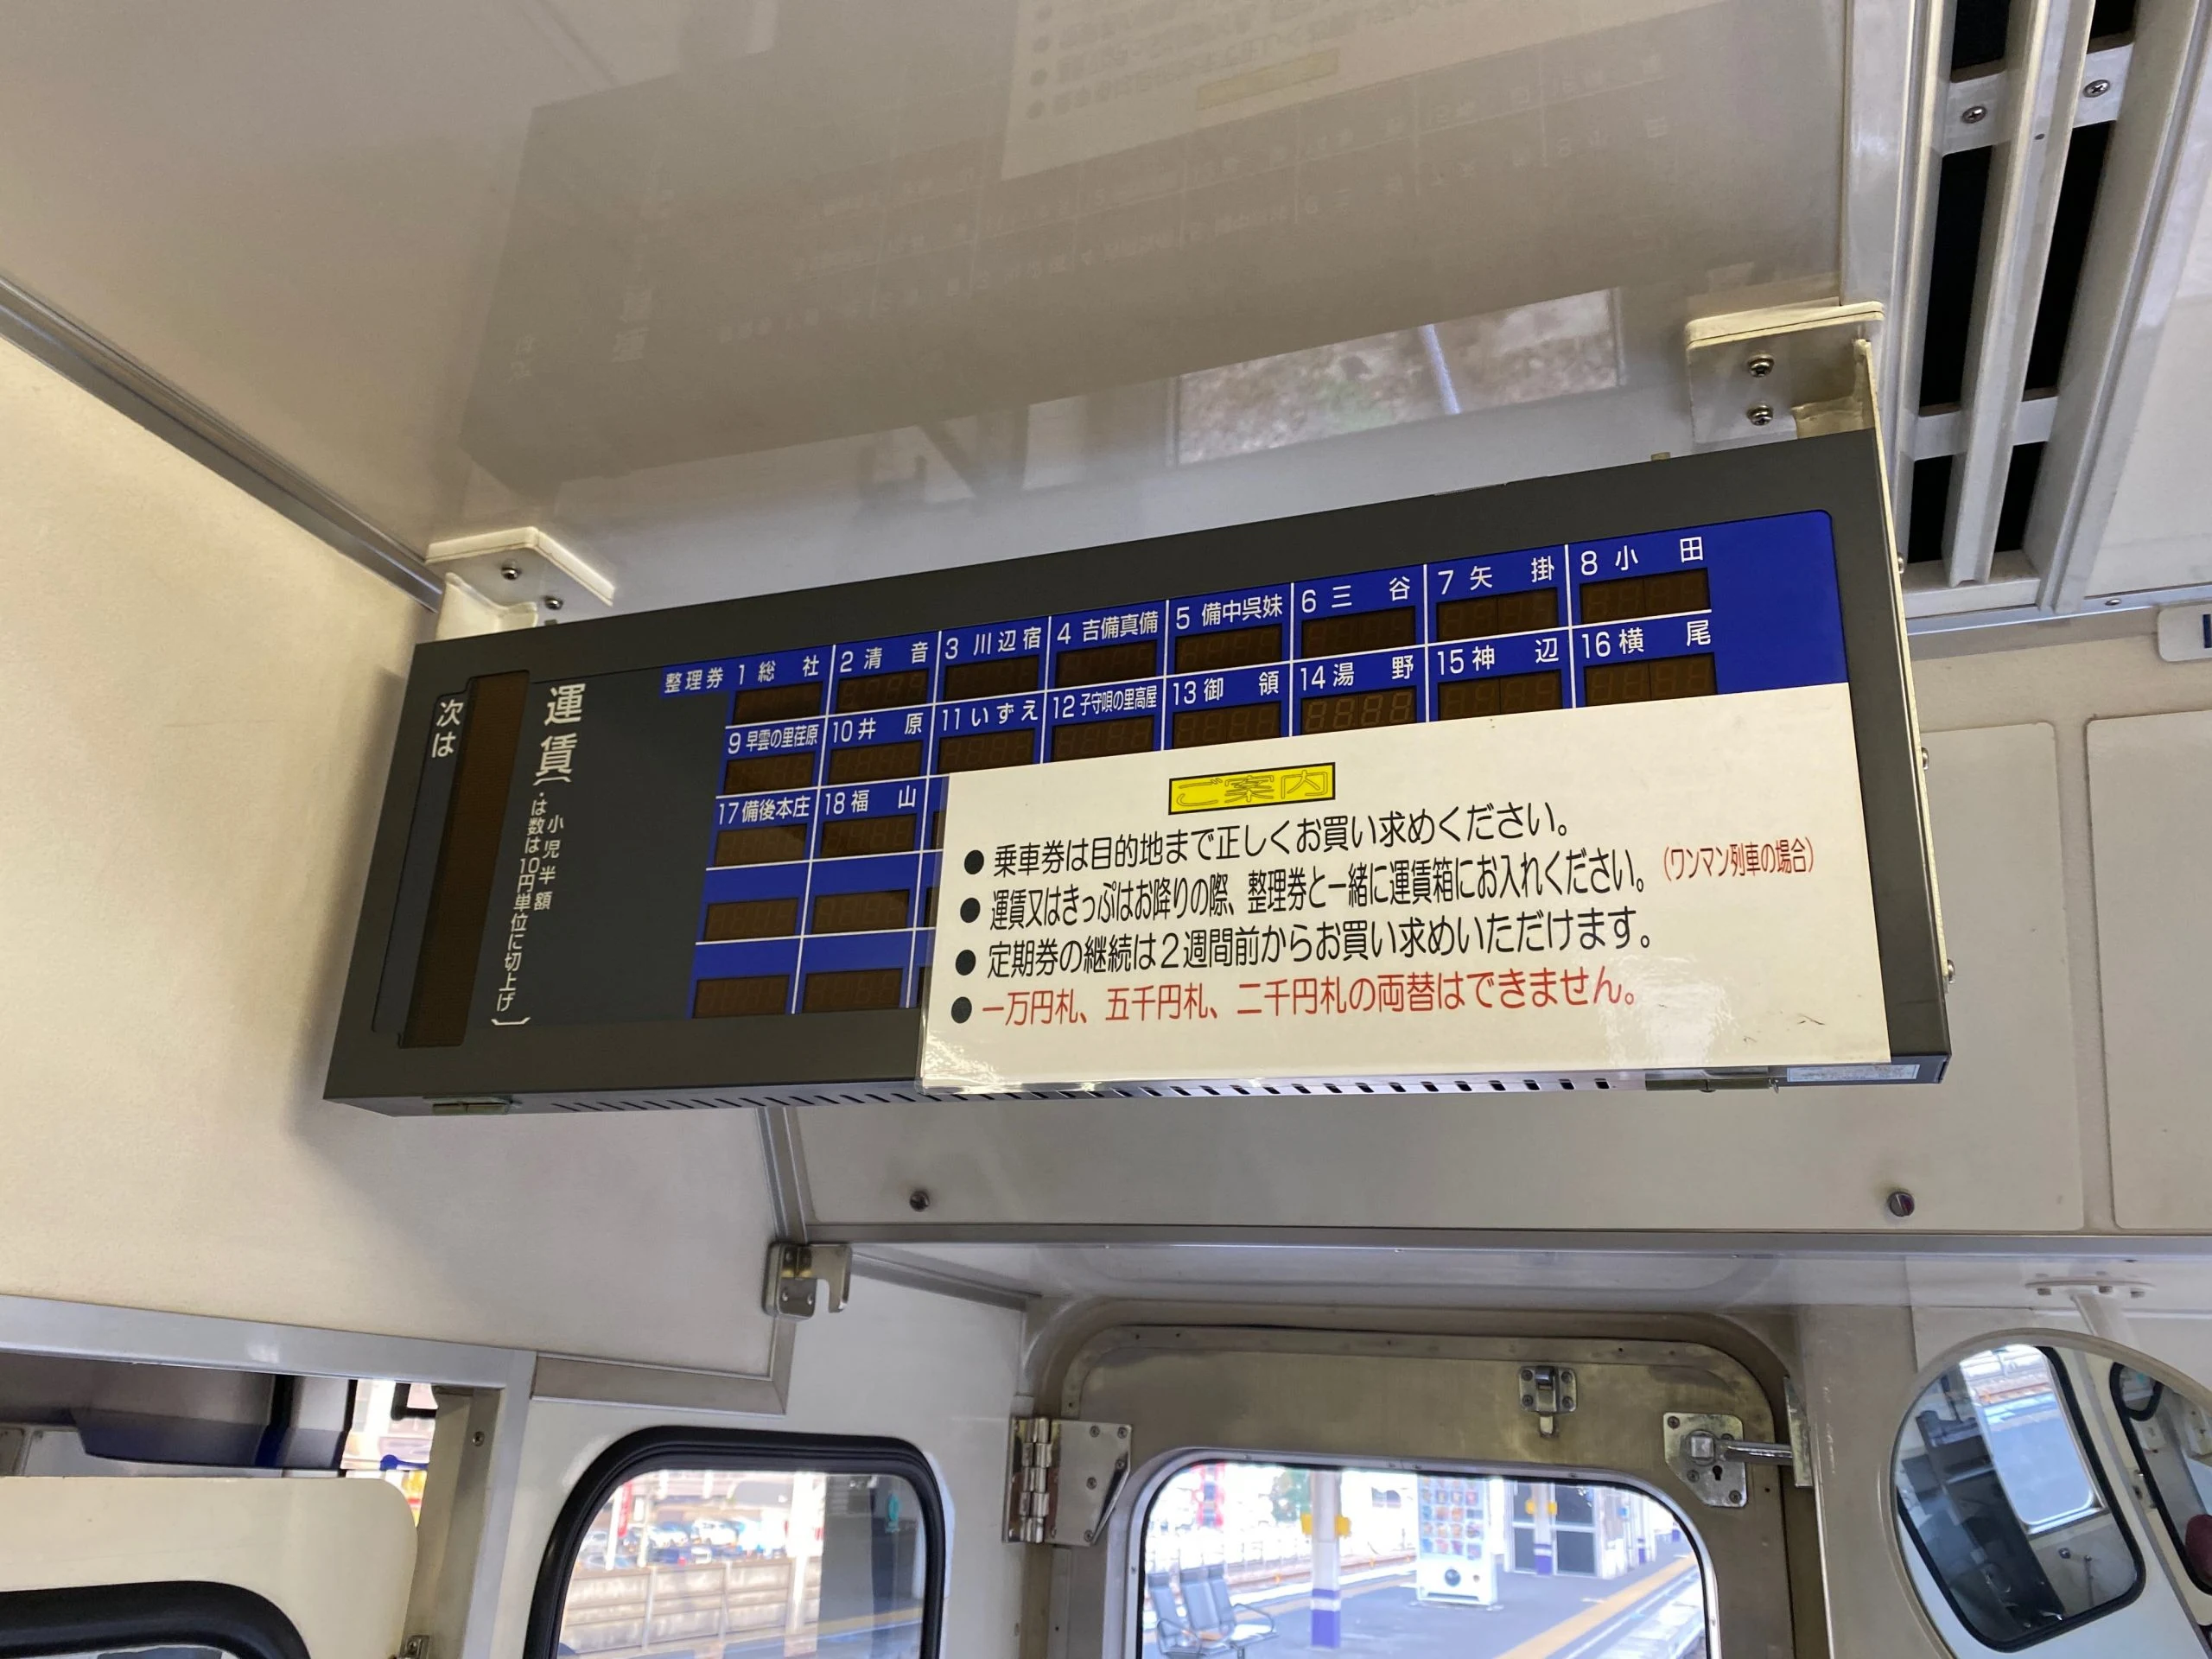 次は
運賃
小児半額
・は数は10円単位に切上げ
整理券 1 総社 2 清音 3 川辺宿 4 吉備真備 5 備中呉妹 6 三谷 7 矢掛 8 小田
9 早雲の里荏原 10 井原 11 いずえ 12 子守唄の里高屋 13 御領 14 湯野 15 神辺 16 横尾
17 備後本庄 18 福山
ご案内
● 乗車券は目的地まで正しくお買い求めください。
● 運賃又はきっぷはお降りの際、整理券と一緒に運賃箱にお入れください。(ワンマン列車の場合)
● 定期券の継続は2週間前からお買い求めいただけます。
● 一万円札、五千円札、二千円札の両替はできません。